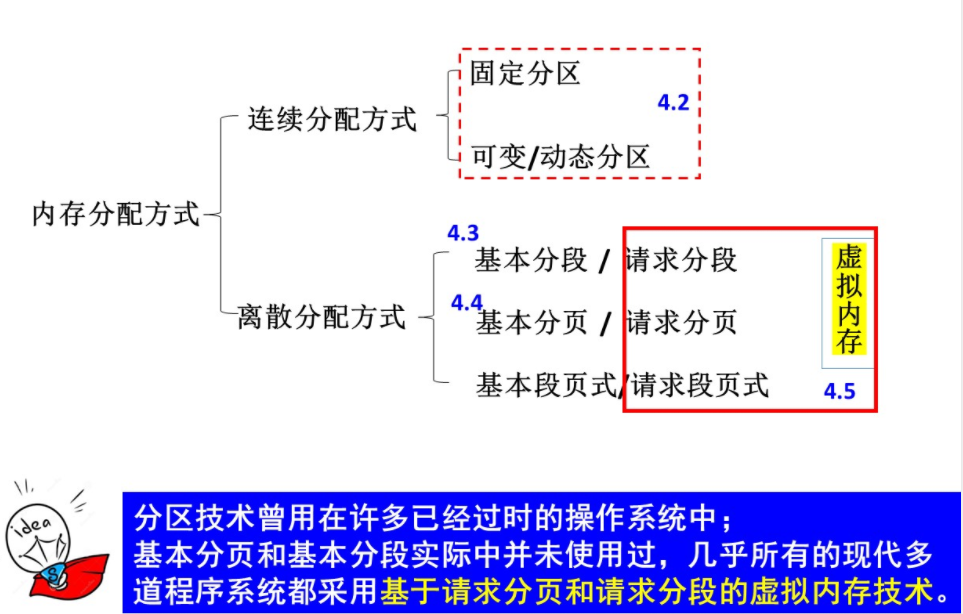 固定分区
4.2
连续分配方式
可变/动态分区
内存分配方式
4.3
基本分段 / 请求分段
虚拟内存
4.4
离散分配方式
基本分页 / 请求分页
基本段页式/请求段页式
4.5
idea
S
分区技术曾用在许多已经过时的操作系统中；
基本分页和基本分段实际中并未使用过，几乎所有的现代多
道程序系统都采用基于请求分页和请求分段的虚拟内存技术。